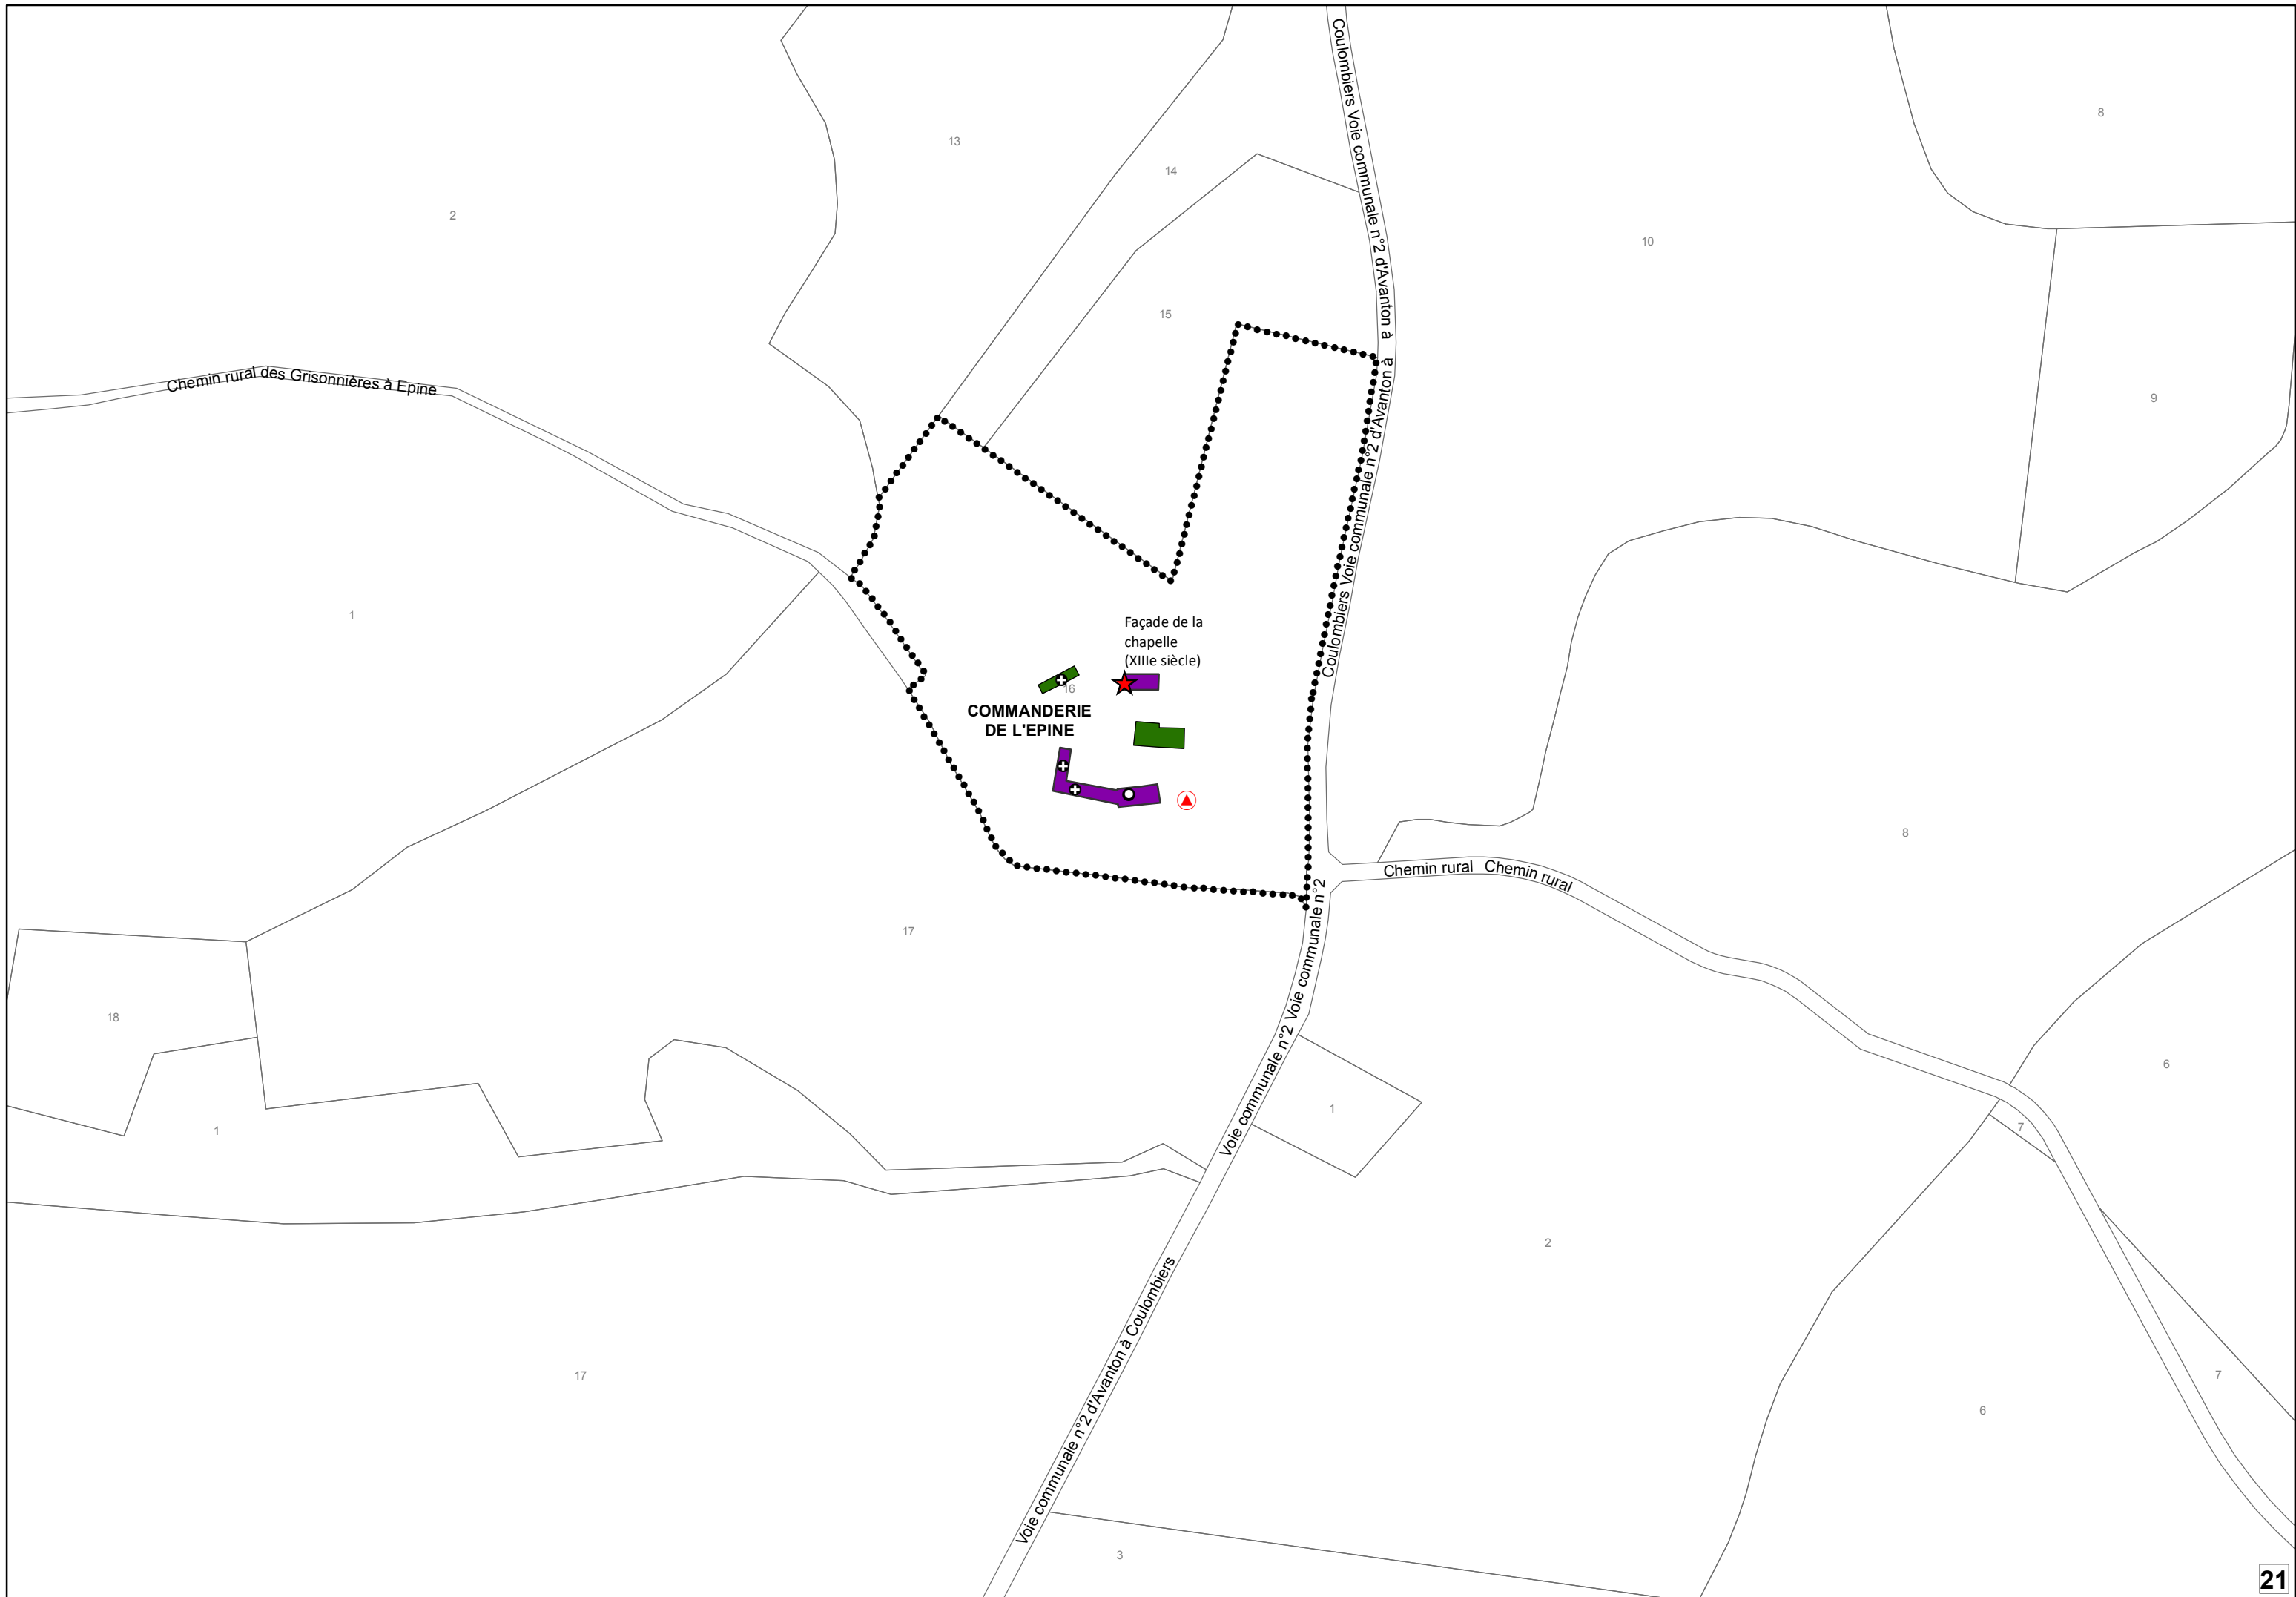 Coulombiers Voie communale n°2 d'Avanton à
8
13
14
2
10
15
Chemin rural des Grisonnières à Epine
9
Coulombiers Voie communale n°2 d'Avanton à
1
Façade de la
chapelle
(XIIIe siècle)
16
COMMANDERIE
DE L'EPINE
8
Chemin rural Chemin rural
17
Voie communale n°2 Voie communale n°2
18
6
1
1
7
2
Voie communale n°2 d'Avanton à Coulombiers
17
7
6
3
21